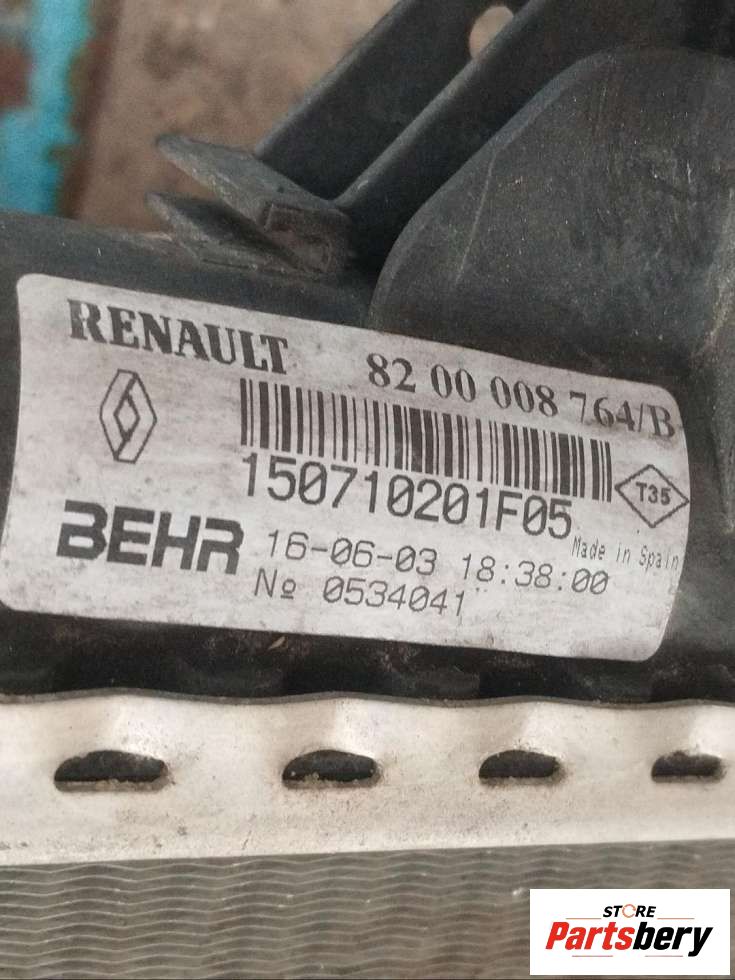 RENAULT 82 00 008 764/B
150710201F05
T35
BEHR 16-06-03 18:38:00
Made in Spain
Nº 0534041
STORE
Partsbery